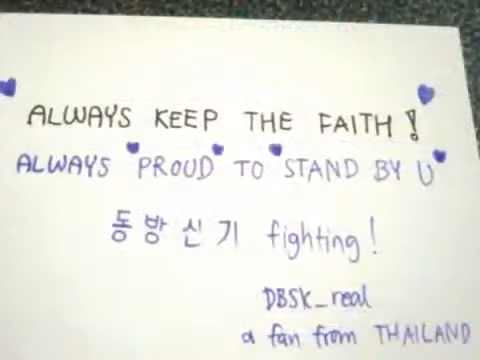 ALWAYS KEEP THE FAITH!
ALWAYS PROUD TO STAND BY U
동방신기 fighting!
DBSK_real
a fan from THAILAND